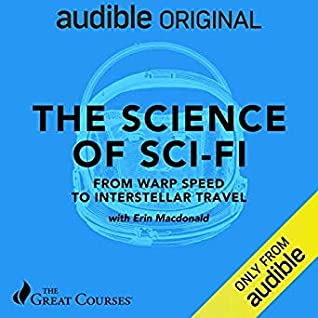 audible ORIGINAL
THE SCIENCE
OF SCI-FI
FROM WARP SPEED
TO INTERSTELLAR TRAVEL
with Erin Macdonald
THE
GREAT COURSES®
ONLY FROM
audible